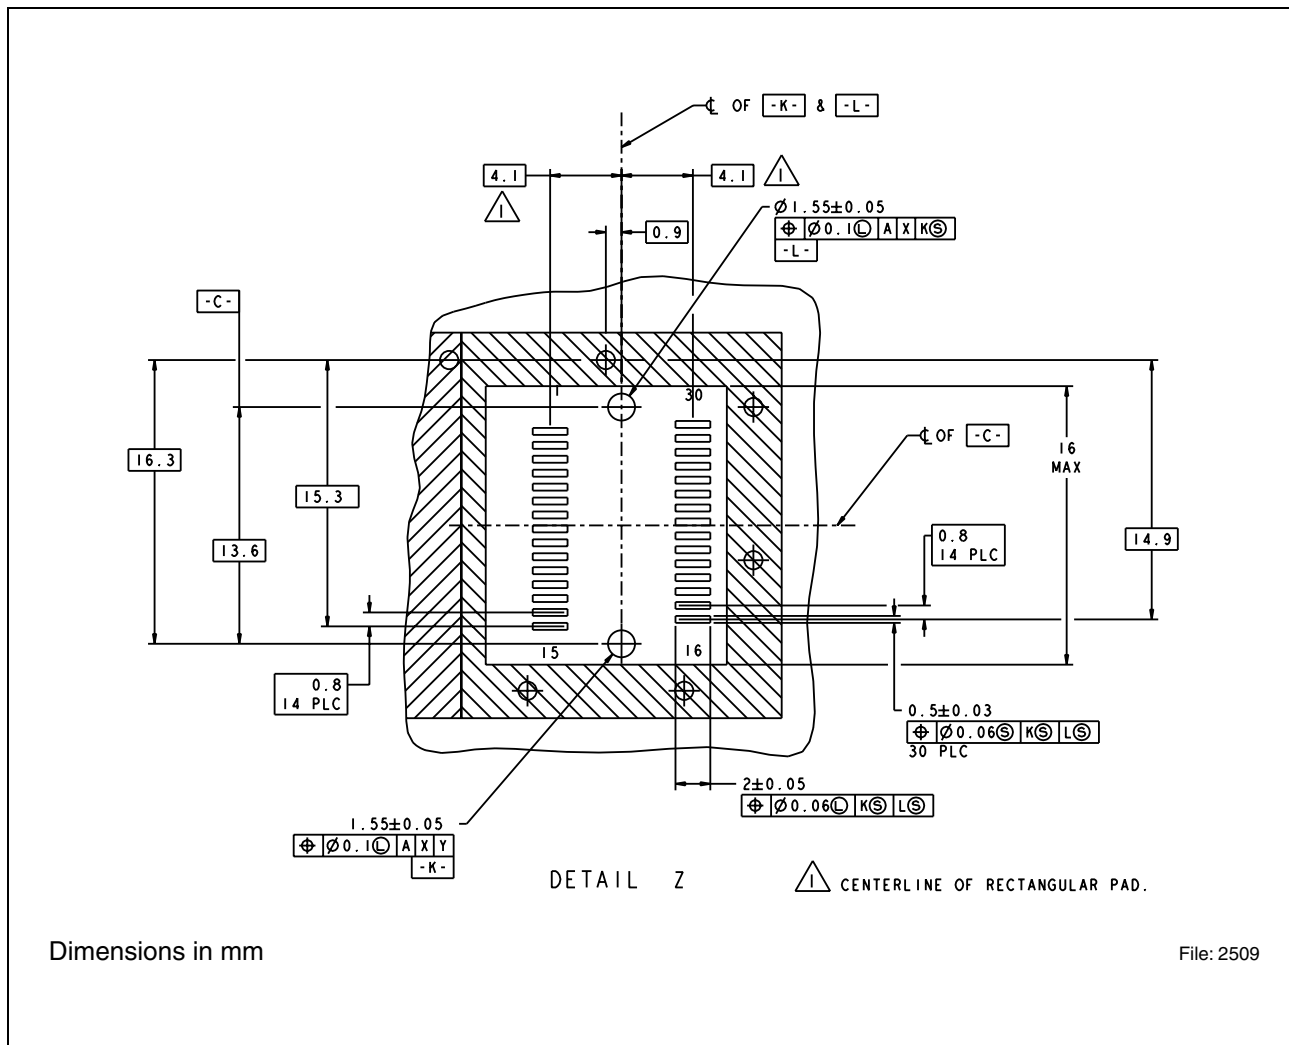 ℄ OF -K- & -L-
4.1
4.1
1
1
Ø1.55±0.05
⌖ Ø0.1Ⓛ A X KⓈ
-L-
0.9
-C-
1
30
℄ OF -C-
16
MAX
16.3
15.3
13.6
0.8
14 PLC
14.9
15
16
0.8
14 PLC
0.5±0.03
⌖ Ø0.06Ⓢ KⓈ LⓈ
30 PLC
2±0.05
⌖ Ø0.06Ⓛ KⓈ LⓈ
1.55±0.05
⌖ Ø0.1Ⓛ A X Y
-K-
DETAIL Z
1 CENTERLINE OF RECTANGULAR PAD.
Dimensions in mm
File: 2509